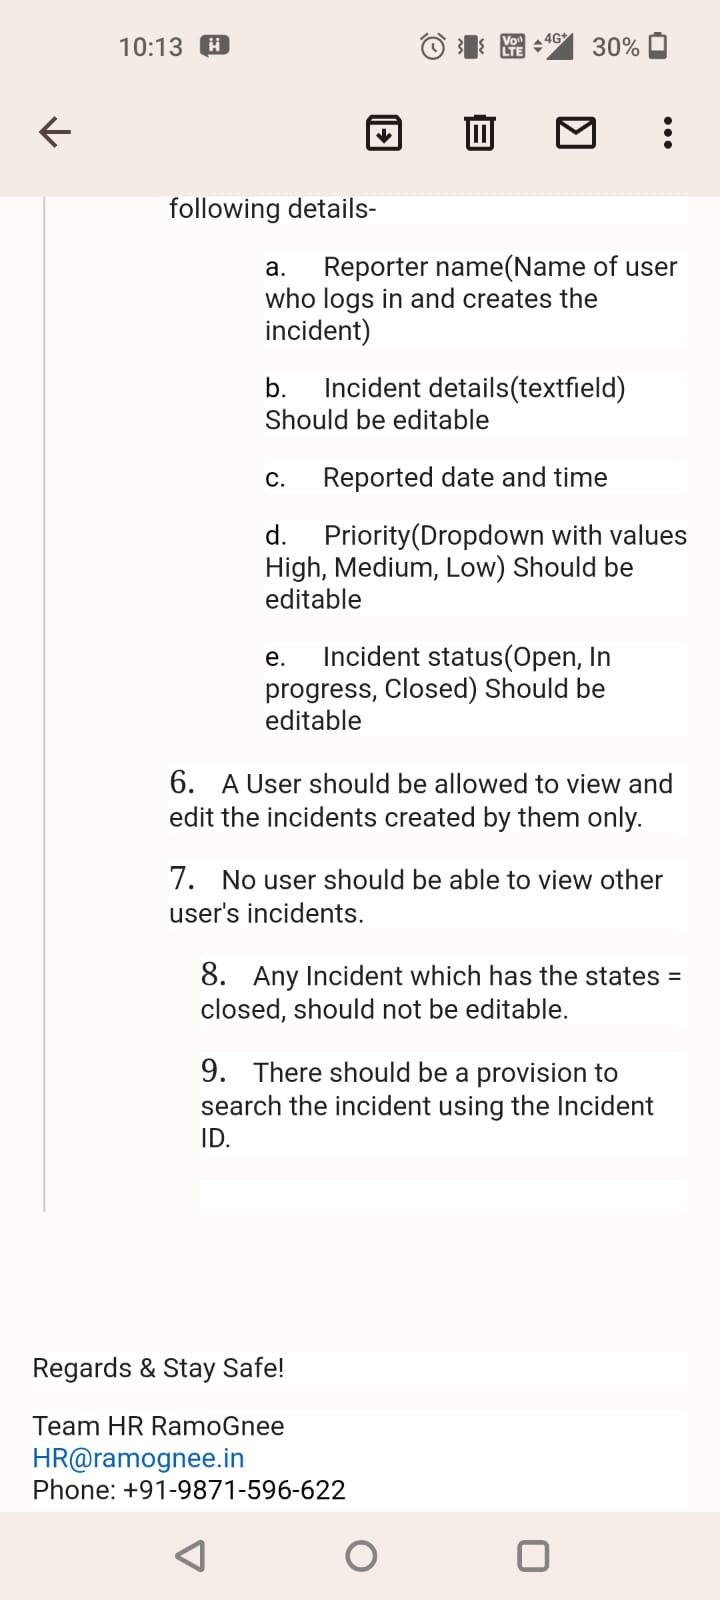 10:13
Vo)) LTE
4G+
30%
following details-
a. Reporter name(Name of user
who logs in and creates the
incident)
b. Incident details(textfield)
Should be editable
c. Reported date and time
d. Priority(Dropdown with values
High, Medium, Low) Should be
editable
e. Incident status(Open, In
progress, Closed) Should be
editable
6. A User should be allowed to view and
edit the incidents created by them only.
7. No user should be able to view other
user's incidents.
8. Any Incident which has the states =
closed, should not be editable.
9. There should be a provision to
search the incident using the Incident
ID.
Regards & Stay Safe!
Team HR RamoGnee
HR@ramognee.in
Phone: +91-9871-596-622